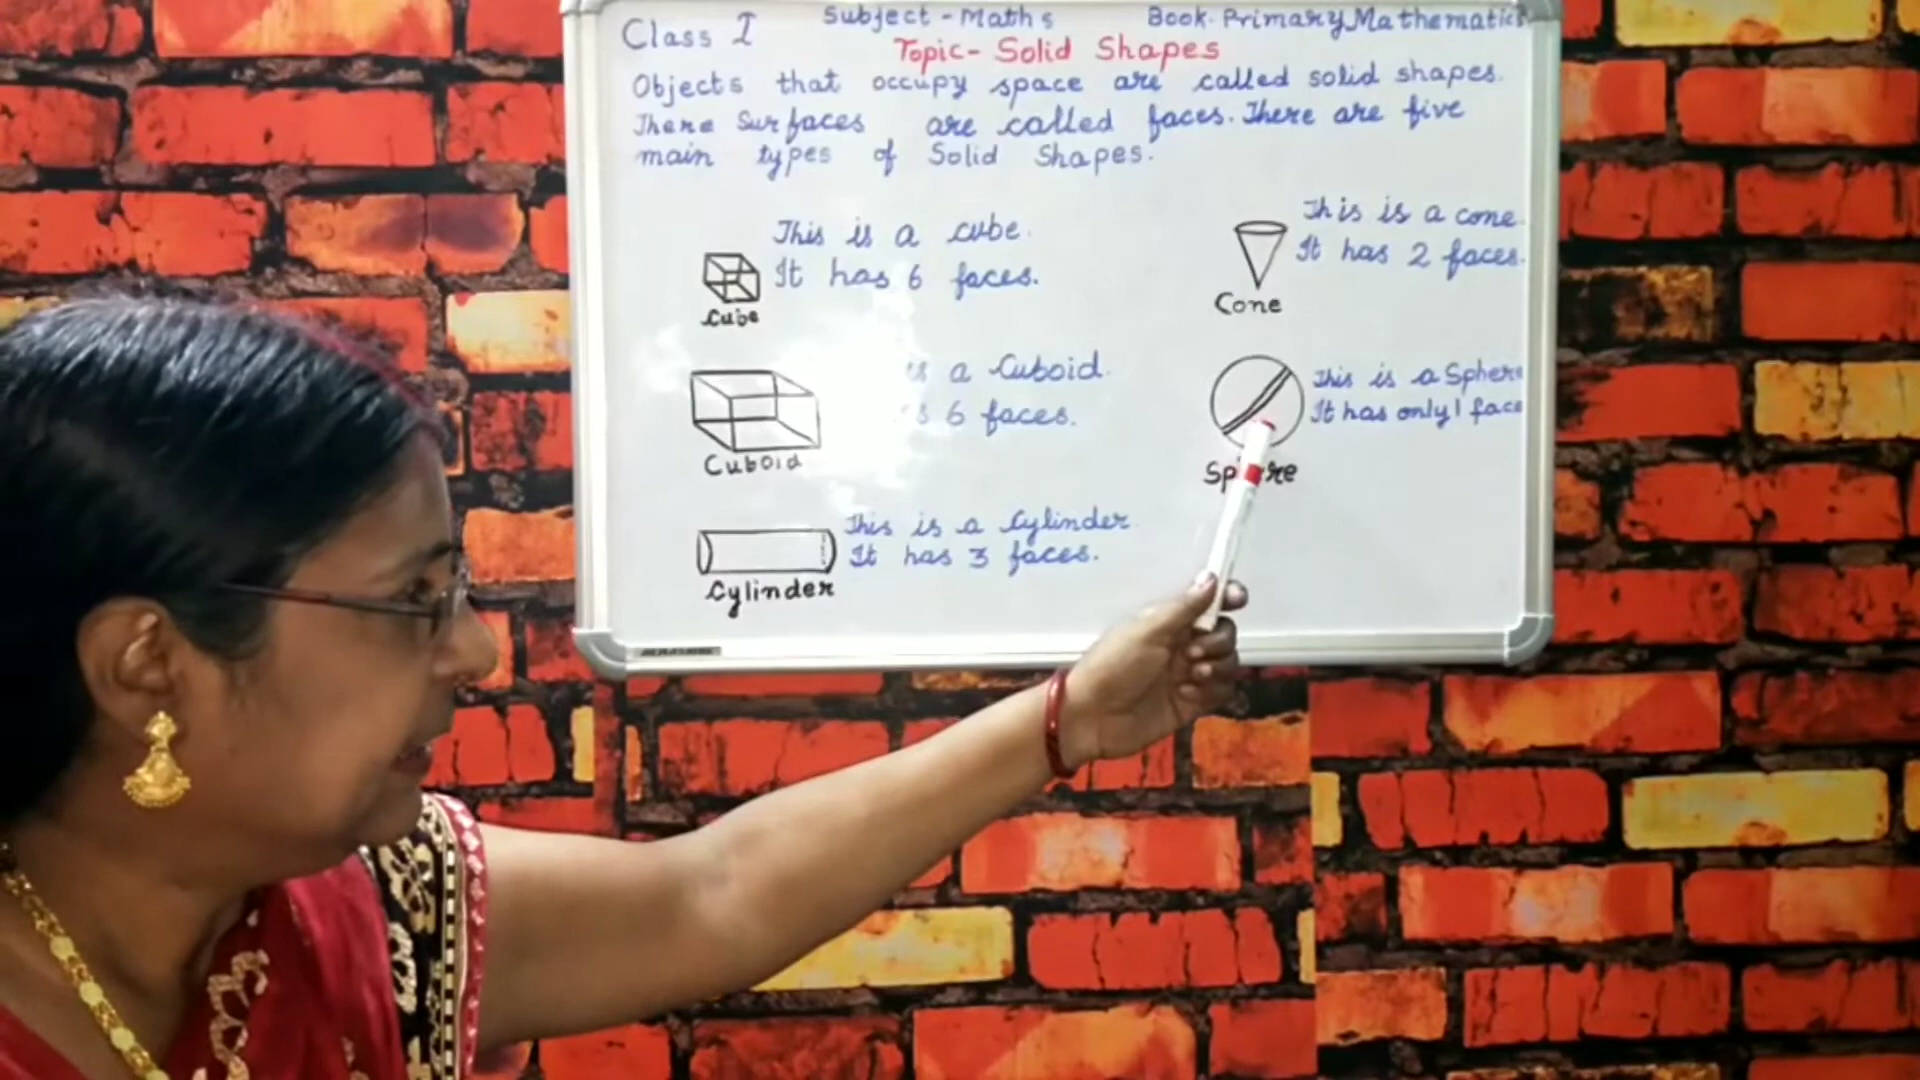 Class I
Subject - Maths
Book. Primary Mathematics
Topic - Solid Shapes
Objects that occupy space are called solid shapes.
There Surfaces are called faces. There are five
main types of Solid Shapes.
This is a cube.
It has 6 faces.
Cube
This is a cone.
It has 2 faces.
Cone
a Cuboid.
6 faces.
Cuboid
This is a Sphere
It has only 1 face
This is a Cylinder.
It has 3 faces.
Cylinder